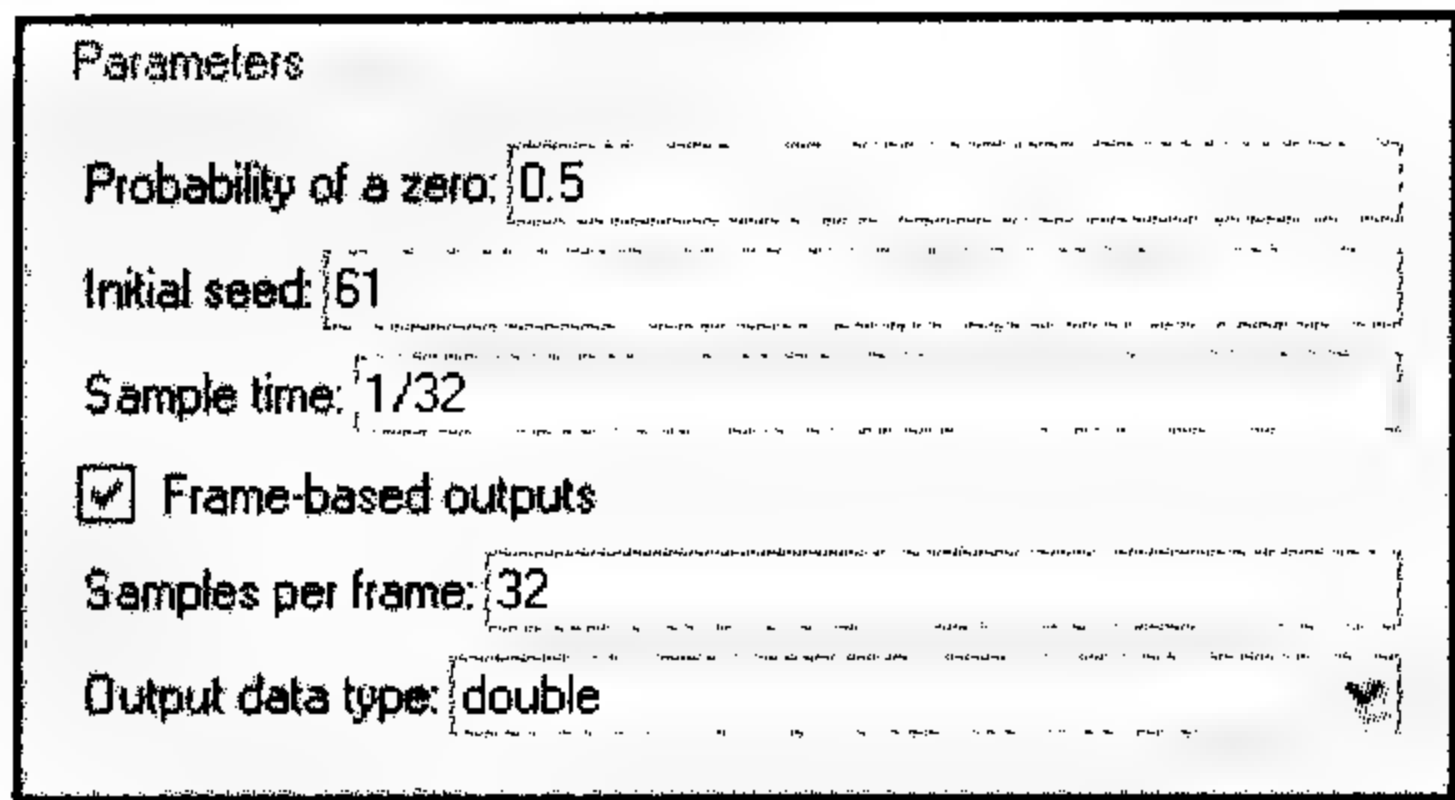 Parameters
Probability of a zero: 0.5
Initial seed: 61
Sample time: 1/32
Frame-based outputs
Samples per frame: 32
Output data type: double